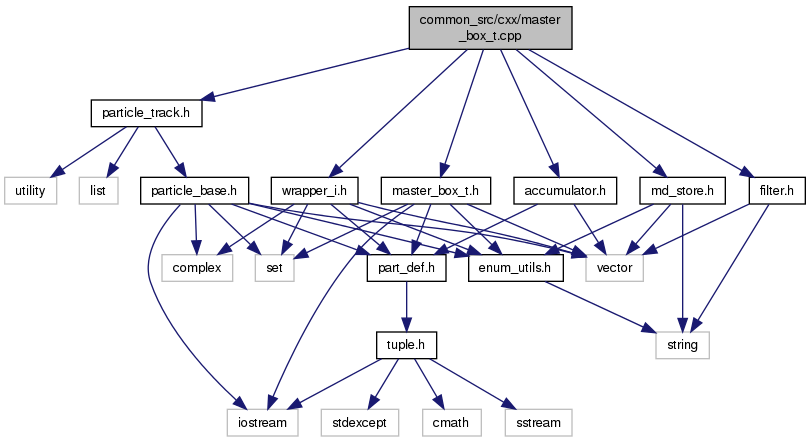 common_src/cxx/master
_box_t.cpp
particle_track.h
utility
list
particle_base.h
wrapper_i.h
master_box_t.h
accumulator.h
md_store.h
filter.h
complex
set
part_def.h
enum_utils.h
vector
tuple.h
string
iostream
stdexcept
cmath
sstream